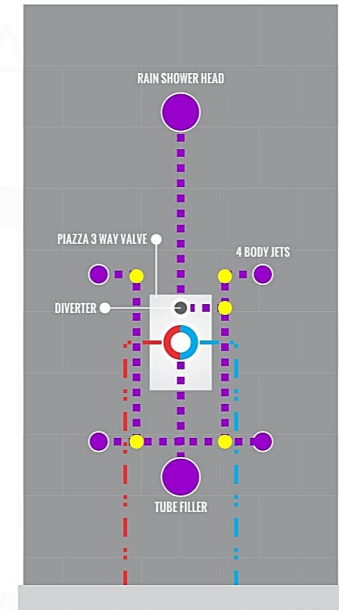 RAIN SHOWER HEAD
PIAZZA 3 WAY VALVE
4 BODY JETS
DIVERTER
TUBE FILLER